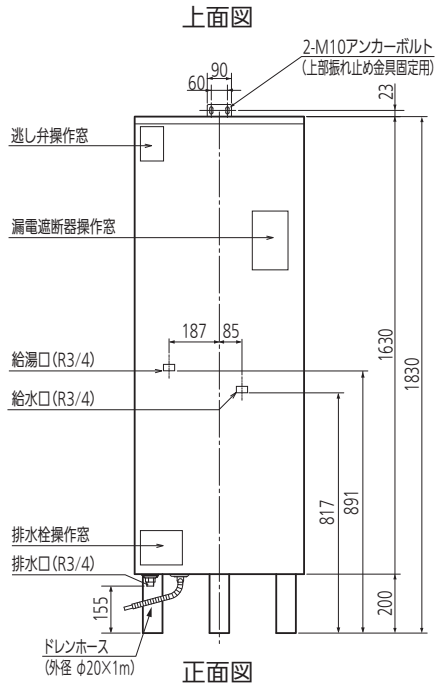 上面図
2-M10アンカーボルト
(上部振れ止め金具固定用)
90
60
23
逃し弁操作窓
漏電遮断器操作窓
187
85
1630
1830
給湯口(R3/4)
給水口(R3/4)
817
891
排水栓操作窓
排水口(R3/4)
155
200
ドレンホース
(外径 φ20×1m)
正面図